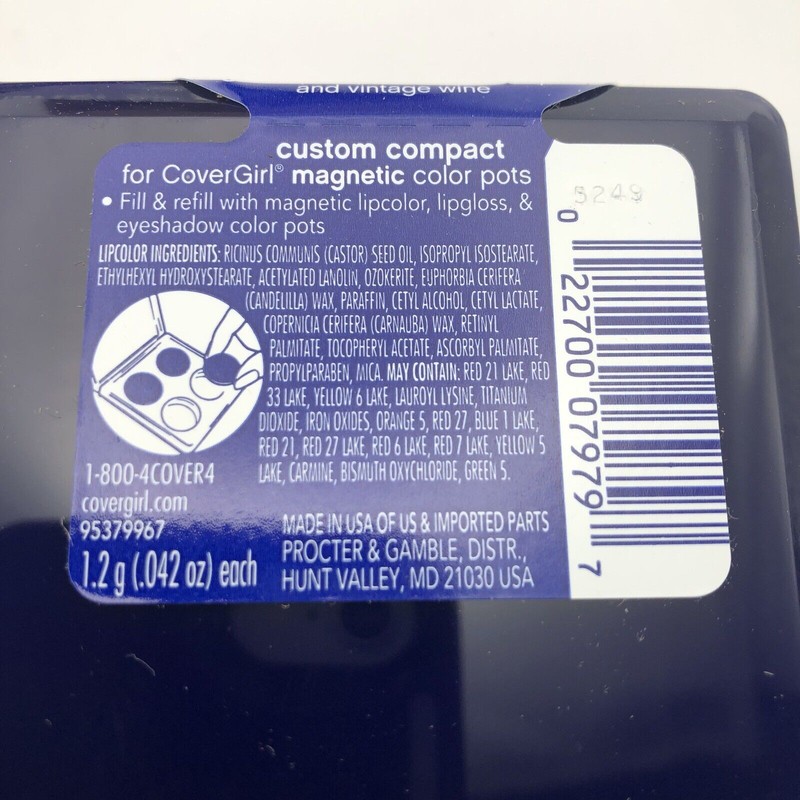 and vintage wine
custom compact
for CoverGirl® magnetic color pots
• Fill & refill with magnetic lipcolor, lipgloss, &
eyeshadow color pots
LIPCOLOR INGREDIENTS: RICINUS COMMUNIS (CASTOR) SEED OIL, ISOPROPYL ISOSTEARATE,
ETHYLHEXYL HYDROXYSTEARATE, ACETYLATED LANOLIN, OZOKERITE, EUPHORBIA CERIFERA
(CANDELILLA) WAX, PARAFFIN, CETYL ALCOHOL, CETYL LACTATE,
COPERNICIA CERIFERA (CARNAUBA) WAX, RETINYL
PALMITATE, TOCOPHERYL ACETATE, ASCORBYL PALMITATE,
PROPYLPARABEN, MICA. MAY CONTAIN: RED 21 LAKE, RED
33 LAKE, YELLOW 6 LAKE, LAUROYL LYSINE, TITANIUM
DIOXIDE, IRON OXIDES, ORANGE 5, RED 27, BLUE 1 LAKE,
RED 21, RED 27 LAKE, RED 6 LAKE, RED 7 LAKE, YELLOW 5
LAKE, CARMINE, BISMUTH OXYCHLORIDE, GREEN 5.
1-800-4COVER4
covergirl.com
95379967
1.2 g (.042 oz) each
MADE IN USA OF US & IMPORTED PARTS
PROCTER & GAMBLE, DISTR.,
HUNT VALLEY, MD 21030 USA
5249
0 22700 07979 7